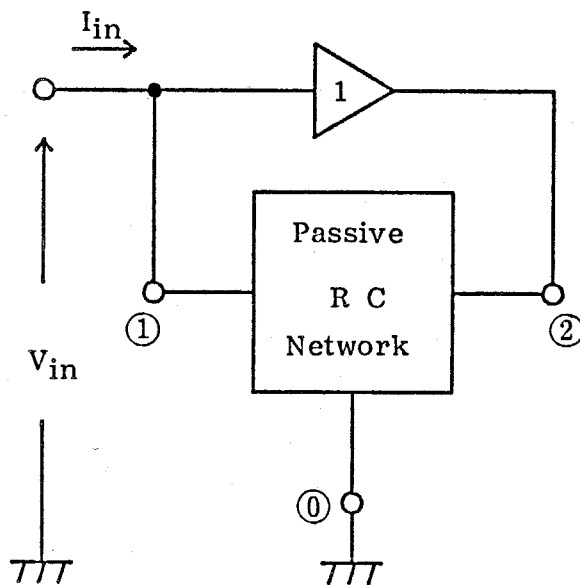 I_in
1
Passive
R C
Network
①
②
V_in
⓪